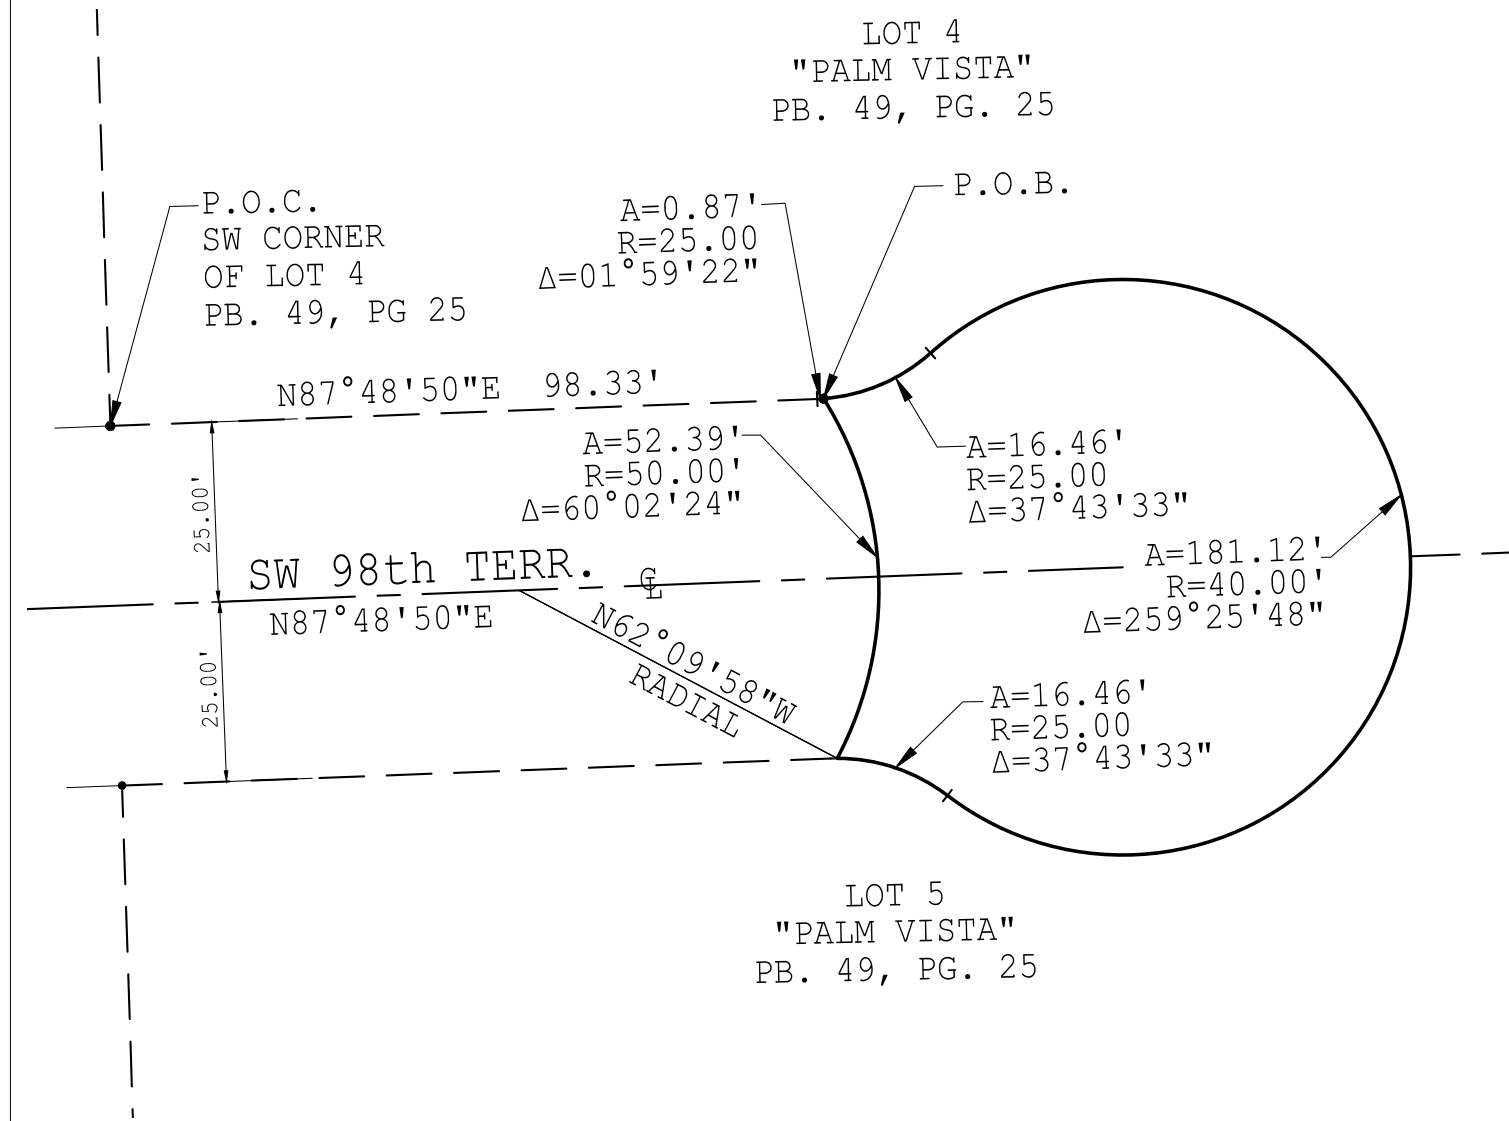 LOT 4
"PALM VISTA"
PB. 49, PG. 25
P.O.C.
SW CORNER
OF LOT 4
PB. 49, PG 25
A=0.87'
R=25.00
Δ=01°59'22"
P.O.B.
N87°48'50"E 98.33'
A=52.39'
R=50.00'
Δ=60°02'24"
A=16.46'
R=25.00
Δ=37°43'33"
25.00'
SW 98th TERR. ℄
N87°48'50"E
A=181.12'
R=40.00'
Δ=259°25'48"
N62°09'58"W
RADIAL
25.00'
A=16.46'
R=25.00
Δ=37°43'33"
LOT 5
"PALM VISTA"
PB. 49, PG. 25